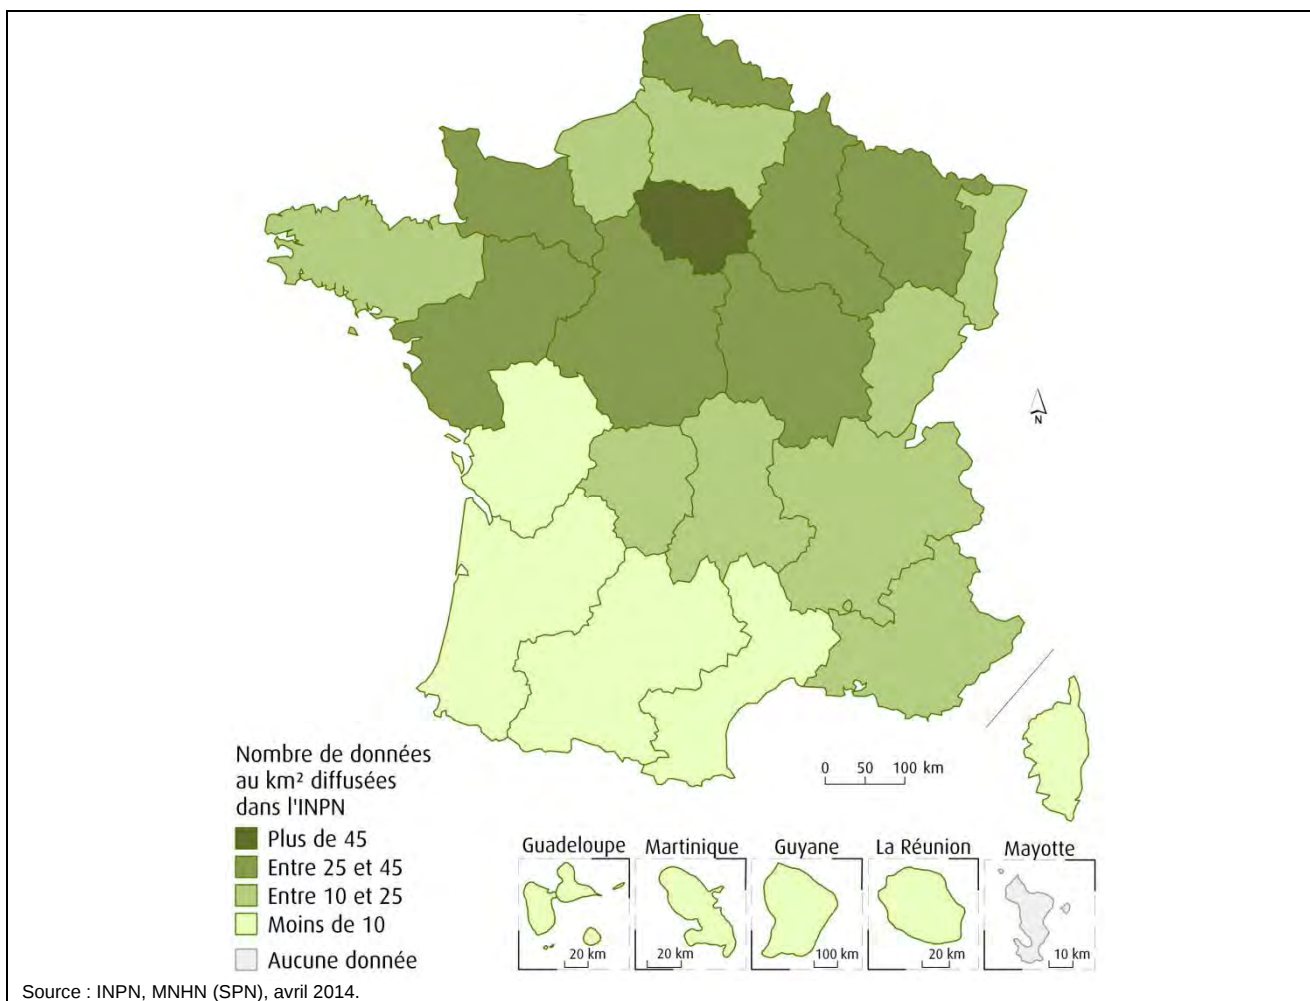 N
0 50 100 km
Nombre de données
au km² diffusées
dans l'INPN
Plus de 45
Entre 25 et 45
Entre 10 et 25
Moins de 10
Aucune donnée
Guadeloupe
20 km
Martinique
20 km
Guyane
100 km
La Réunion
20 km
Mayotte
10 km
Source : INPN, MNHN (SPN), avril 2014.